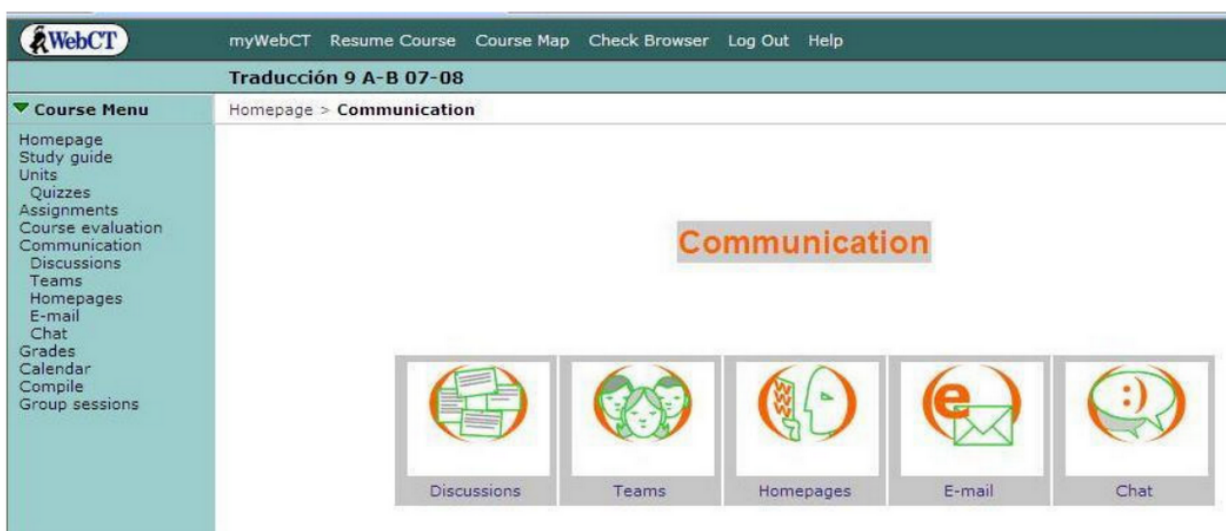 WebCT
myWebCT Resume Course Course Map Check Browser Log Out Help
Traducción 9 A-B 07-08
Course Menu
Homepage > Communication
Homepage
Study guide
Units
Quizzes
Assignments
Course evaluation
Communication
Discussions
Teams
Homepages
E-mail
Chat
Grades
Calendar
Compile
Group sessions
Communication
WWW
e
:)
Discussions Teams Homepages E-mail Chat